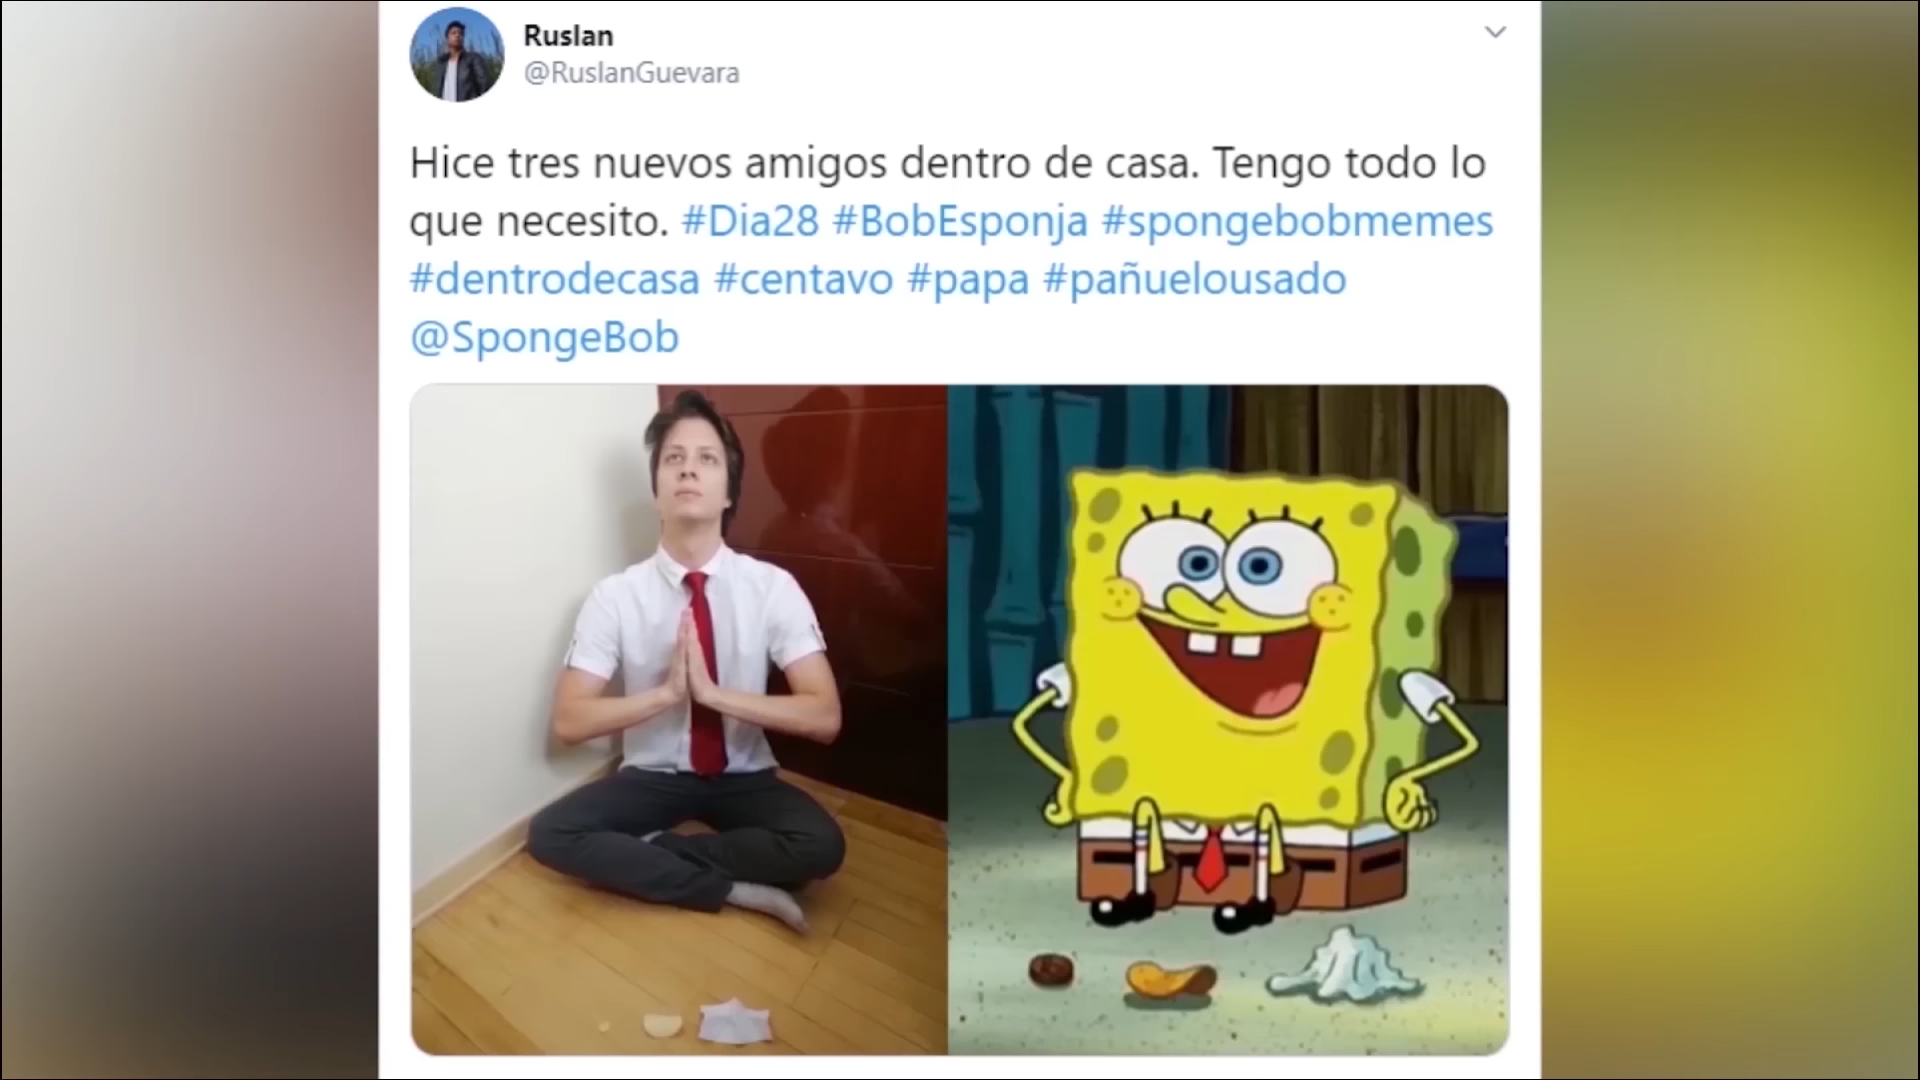 Ruslan
@RuslanGuevara
Hice tres nuevos amigos dentro de casa. Tengo todo lo
que necesito. #Dia28 #BobEsponja #spongebobmemes
#dentrodecasa #centavo #papa #pañuelousado
@SpongeBob